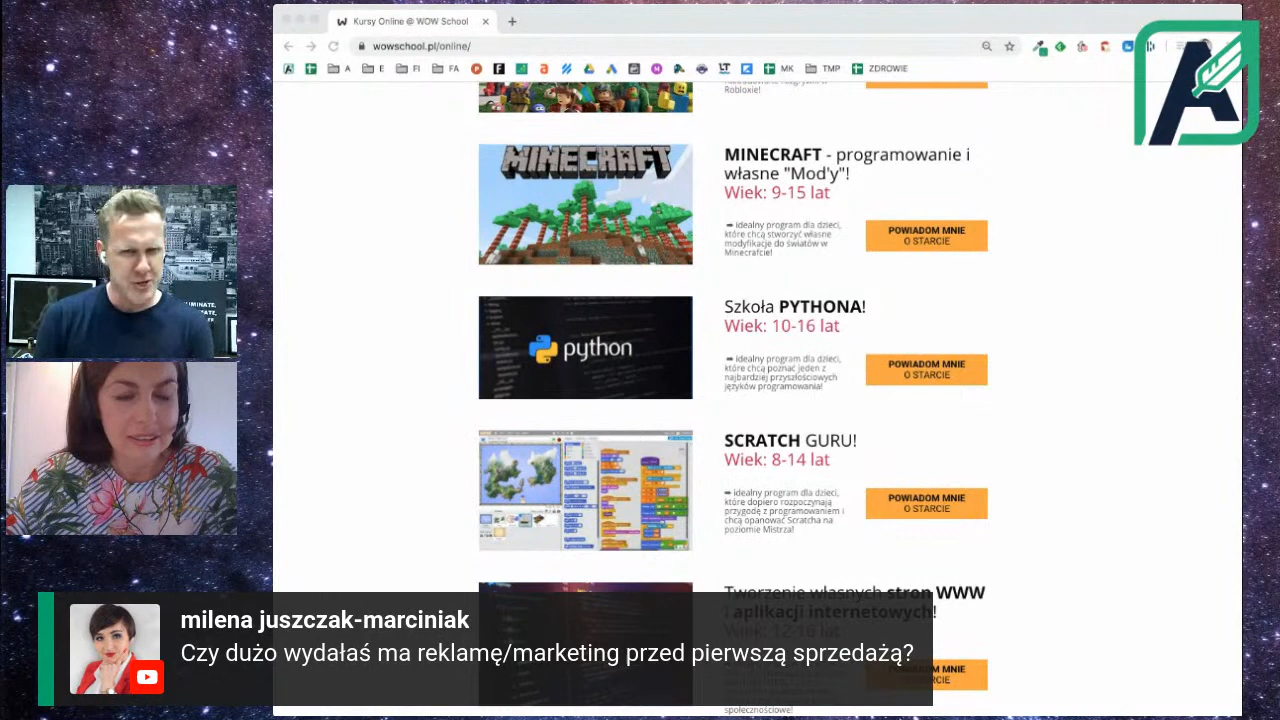 Kursy Online @ WOW School
wowschool.pl/online/
A
E
FI
FA
MK
TMP
ZDROWIE
Robloxie!
MINECRAFT
MINECRAFT - programowanie i
własne "Mod'y"!
Wiek: 9-15 lat
➡ idealny program dla dzieci,
które chcą stworzyć własne
modyfikacje do światów w
Minecrafcie!
POWIADOM MNIE
O STARCIE
python
Szkoła PYTHONA!
Wiek: 10-16 lat
➡ idealny program dla dzieci,
które chcą poznać jeden z
najbardziej przyszłościowych
języków programowania!
POWIADOM MNIE
O STARCIE
SCRATCH GURU!
Wiek: 8-14 lat
➡ idealny program dla dzieci,
które dopiero rozpoczynają
przygodę z programowaniem i
chcą opanować Scratcha na
poziomie Mistrza!
POWIADOM MNIE
O STARCIE
Tworzenie własnych stron WWW
i aplikacji internetowych!
Wiek: 12-16 lat
społecznościowe!
milena juszczak-marciniak
Czy dużo wydałaś ma reklamę/marketing przed pierwszą sprzedażą?